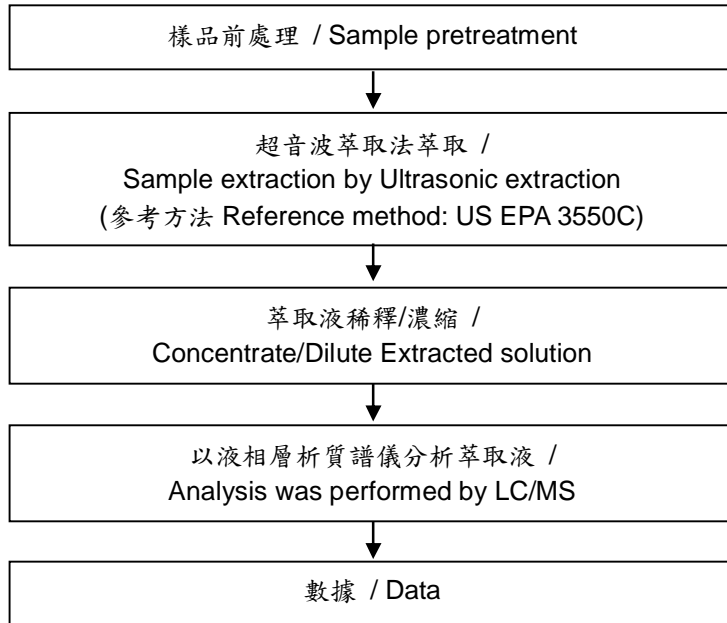 樣品前處理 / Sample pretreatment
超音波萃取法萃取 /
Sample extraction by Ultrasonic extraction
(參考方法 Reference method: US EPA 3550C)
萃取液稀釋/濃縮 /
Concentrate/Dilute Extracted solution
以液相層析質譜儀分析萃取液 /
Analysis was performed by LC/MS
數據 / Data